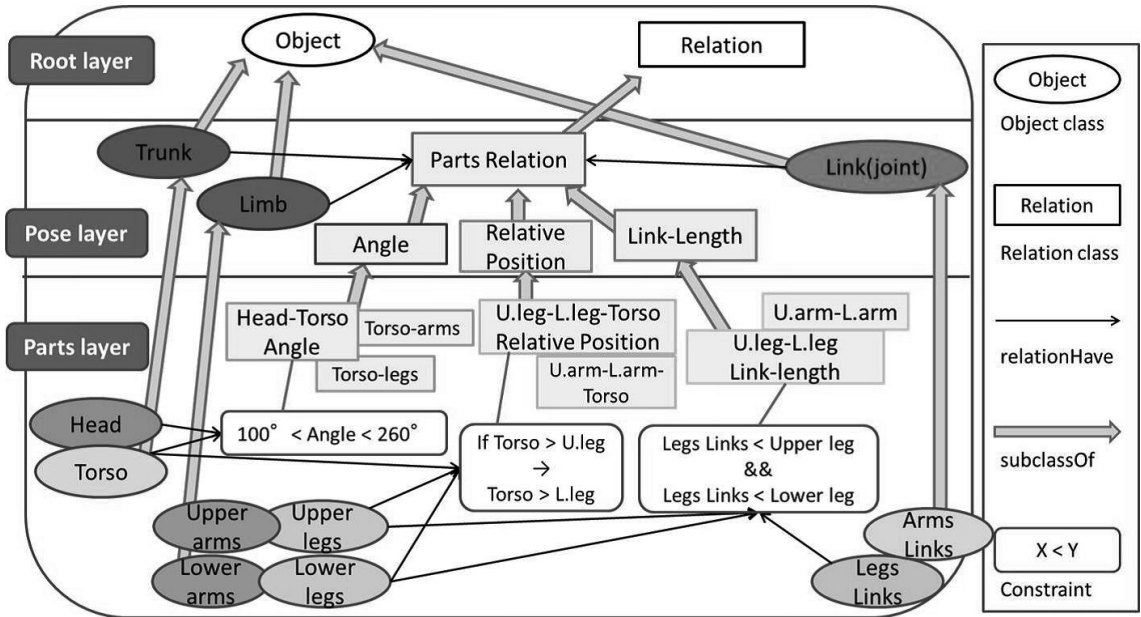 Root layer
Object
Relation
Trunk
Limb
Parts Relation
Link(joint)
Pose layer
Angle
Relative
Position
Link-Length
Parts layer
Head-Torso
Angle
Torso-arms
Torso-legs
U.leg-L.leg-Torso
Relative Position
U.arm-L.arm-
Torso
U.arm-L.arm
U.leg-L.leg
Link-length
Head
Torso
100° < Angle < 260°
If Torso > U.leg
→
Torso > L.leg
Legs Links < Upper leg
&&
Legs Links < Lower leg
Upper
arms
Upper
legs
Lower
arms
Lower
legs
Arms
Links
Legs
Links
Object
Object class
Relation
Relation class
relationHave
subclassOf
X < Y
Constraint